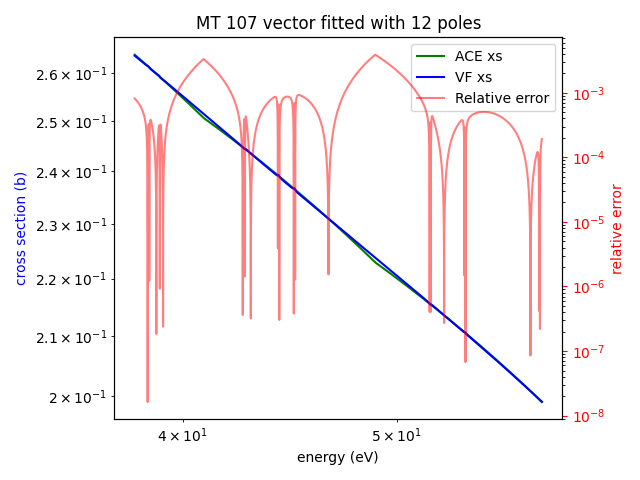 MT 107 vector fitted with 12 poles
ACE xs
VF xs
Relative error
cross section (b)
2.6 × 10⁻¹
2.5 × 10⁻¹
2.4 × 10⁻¹
2.3 × 10⁻¹
2.2 × 10⁻¹
2.1 × 10⁻¹
2 × 10⁻¹
10⁻³
10⁻⁴
10⁻⁵
10⁻⁶
10⁻⁷
10⁻⁸
relative error
4 × 10¹
5 × 10¹
energy (eV)